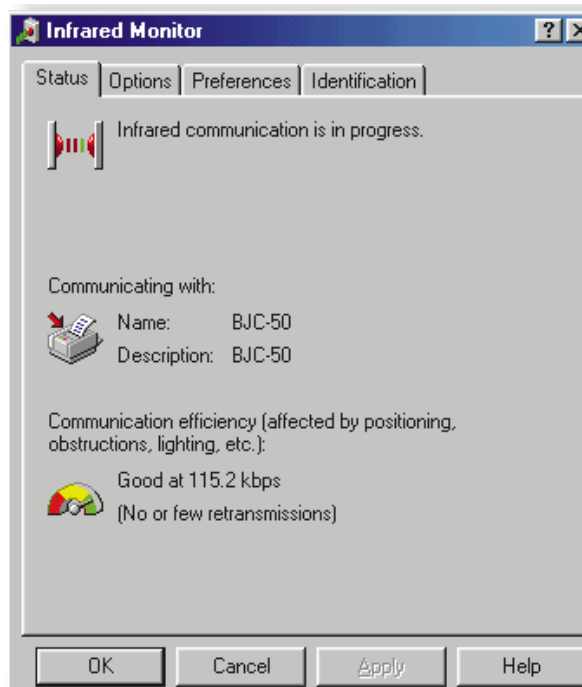 Infrared Monitor
Status Options Preferences Identification
Infrared communication is in progress.
Communicating with:
Name: BJC-50
Description: BJC-50
Communication efficiency (affected by positioning,
obstructions, lighting, etc.):
Good at 115.2 kbps
(No or few retransmissions)
OK Cancel Apply Help